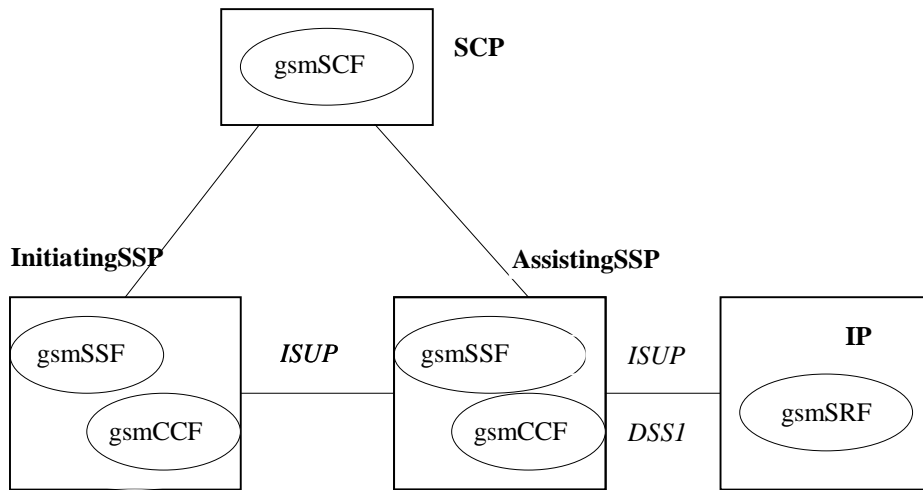 SCP
gsmSCF
InitiatingSSP
AssistingSSP
gsmSSF
ISUP
gsmSSF
ISUP
IP
gsmSRF
gsmCCF
gsmCCF
DSS1